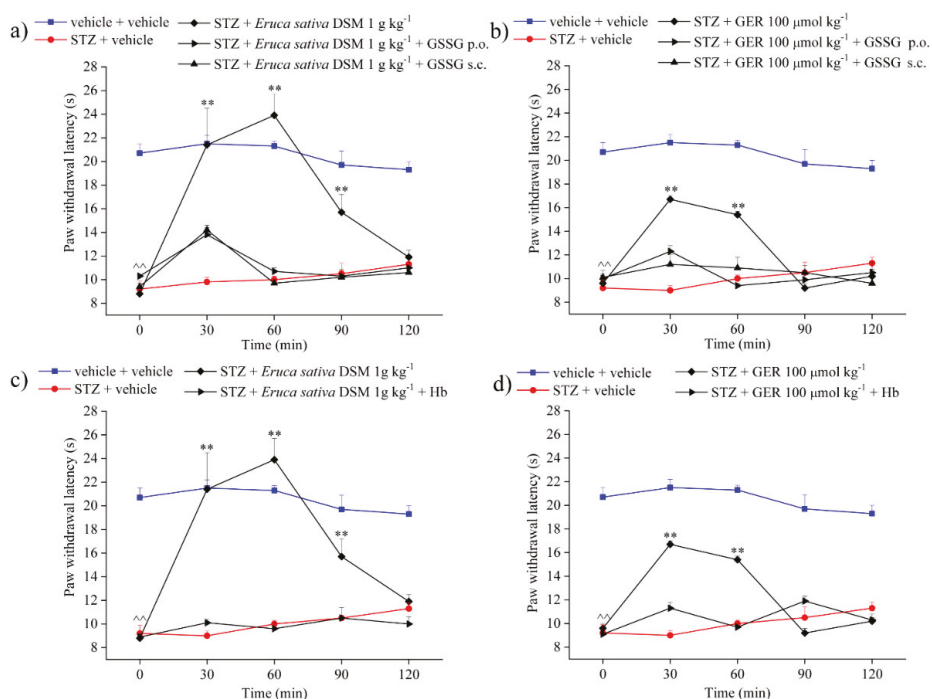 a)
vehicle + vehicle
STZ + vehicle
STZ + Eruca sativa DSM 1 g kg⁻¹
STZ + Eruca sativa DSM 1 g kg⁻¹ + GSSG p.o.
STZ + Eruca sativa DSM 1 g kg⁻¹ + GSSG s.c.
Paw withdrawal latency (s)
28
26
24
22
20
18
16
14
12
10
8
^^
**
**
**
0 30 60 90 120
Time (min)
b)
vehicle + vehicle
STZ + vehicle
STZ + GER 100 μmol kg⁻¹
STZ + GER 100 μmol kg⁻¹ + GSSG p.o.
STZ + GER 100 μmol kg⁻¹ + GSSG s.c.
Paw withdrawal latency (s)
28
26
24
22
20
18
16
14
12
10
8
^^
**
**
0 30 60 90 120
Time (min)
c)
vehicle + vehicle
STZ + vehicle
STZ + Eruca sativa DSM 1g kg⁻¹
STZ + Eruca sativa DSM 1g kg⁻¹ + Hb
Paw withdrawal latency (s)
28
26
24
22
20
18
16
14
12
10
8
^^
**
**
**
0 30 60 90 120
Time (min)
d)
vehicle + vehicle
STZ + vehicle
STZ + GER 100 μmol kg⁻¹
STZ + GER 100 μmol kg⁻¹ + Hb
Paw withdrawal latency (s)
28
26
24
22
20
18
16
14
12
10
8
^^
**
**
0 30 60 90 120
Time (min)